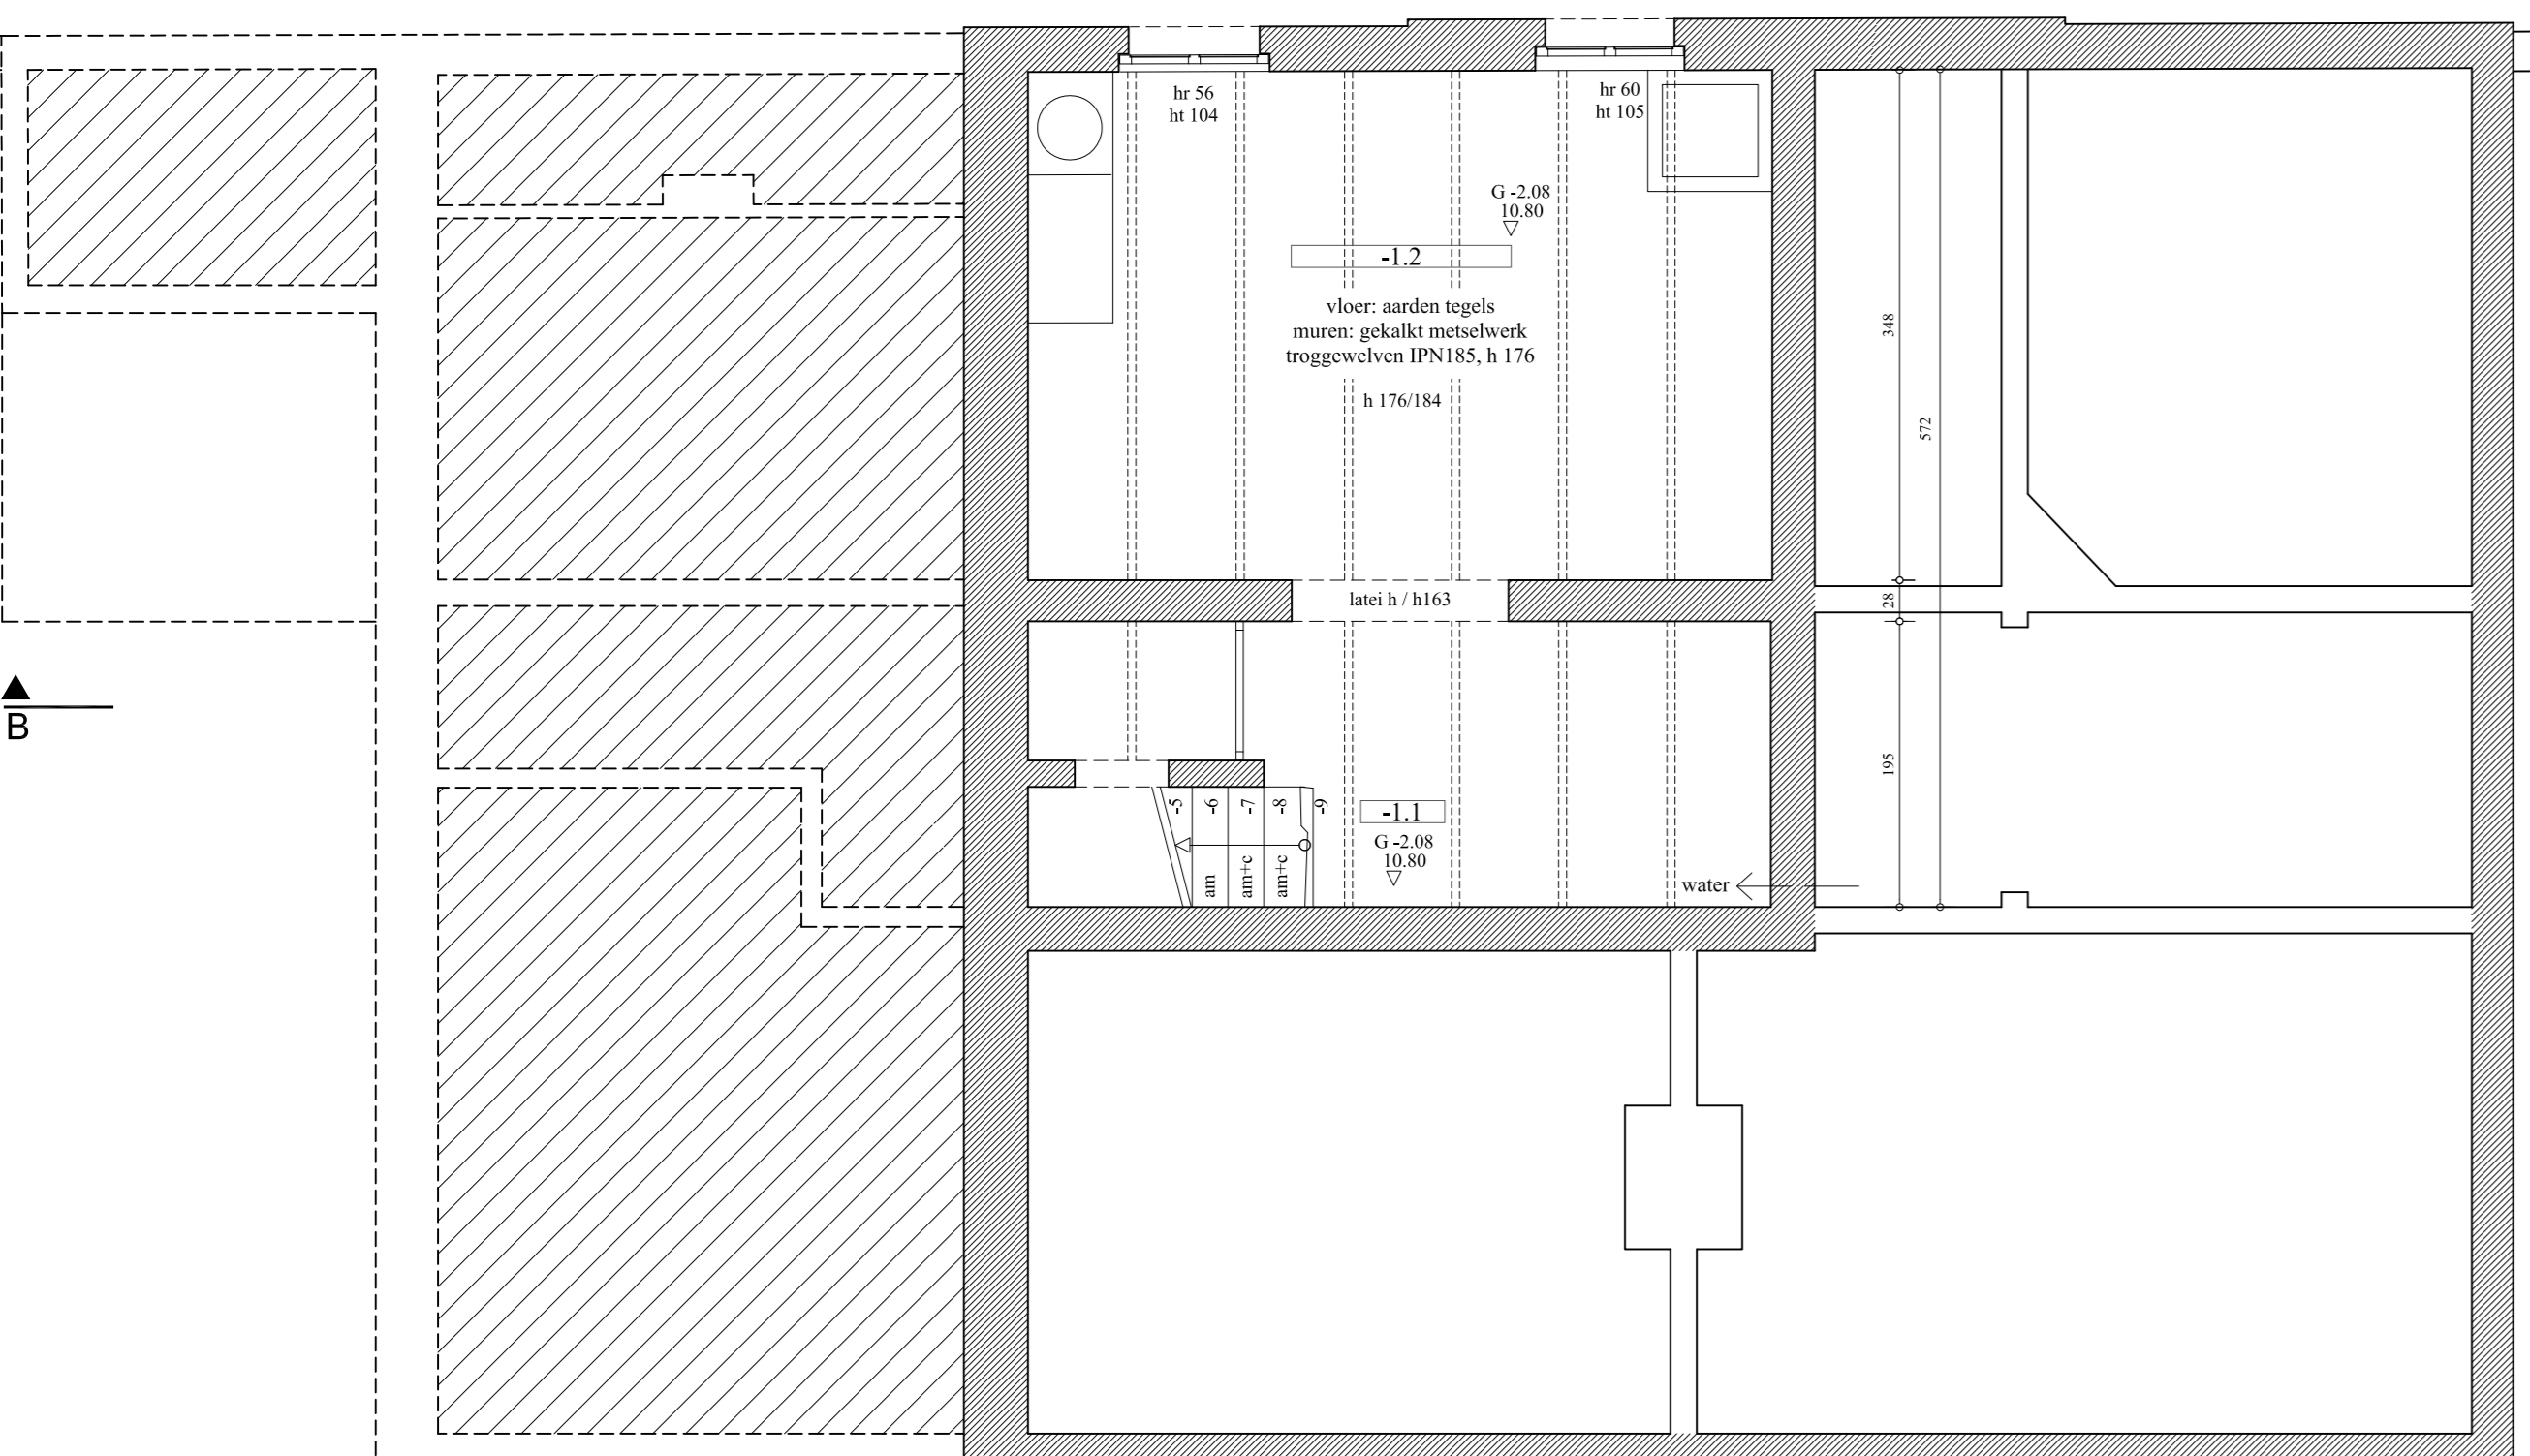 hr 56
ht 104
hr 60
ht 105
G -2.08
10.80
-1.2
vloer: aarden tegels
muren: gekalkt metselwerk
troggewelven IPN185, h 176
h 176/184
348
572
latei h / h163
28
B
195
-5
-6
-7
-8
-9
am
am+c
am+c
-1.1
G -2.08
10.80
water